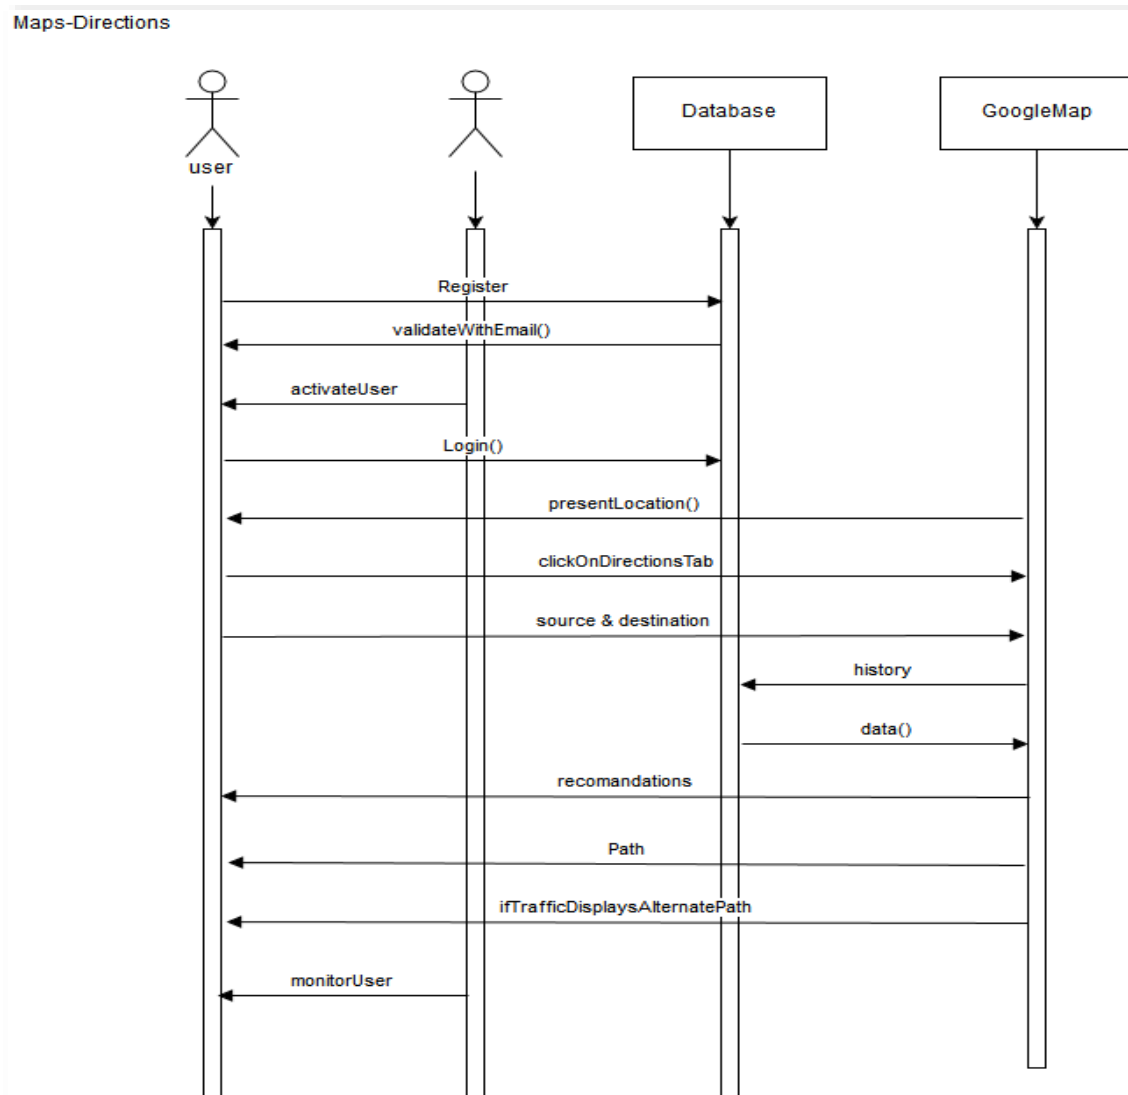 Maps-Directions
user
Database
GoogleMap
Register
validateWithEmail()
activateUser
Login()
presentLocation()
clickOnDirectionsTab
source & destination
history
data()
recomandations
Path
ifTrafficDisplaysAlternatePath
monitorUser